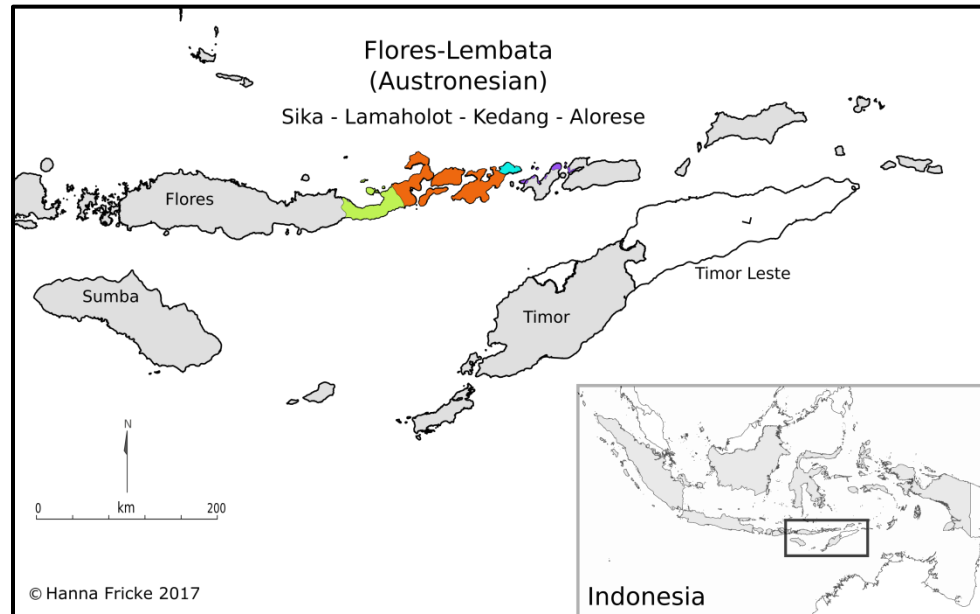 Flores-Lembata
(Austronesian)
Sika - Lamaholot - Kedang - Alorese
Flores
Sumba
Timor
Timor Leste
N
0
km
200
© Hanna Fricke 2017
Indonesia